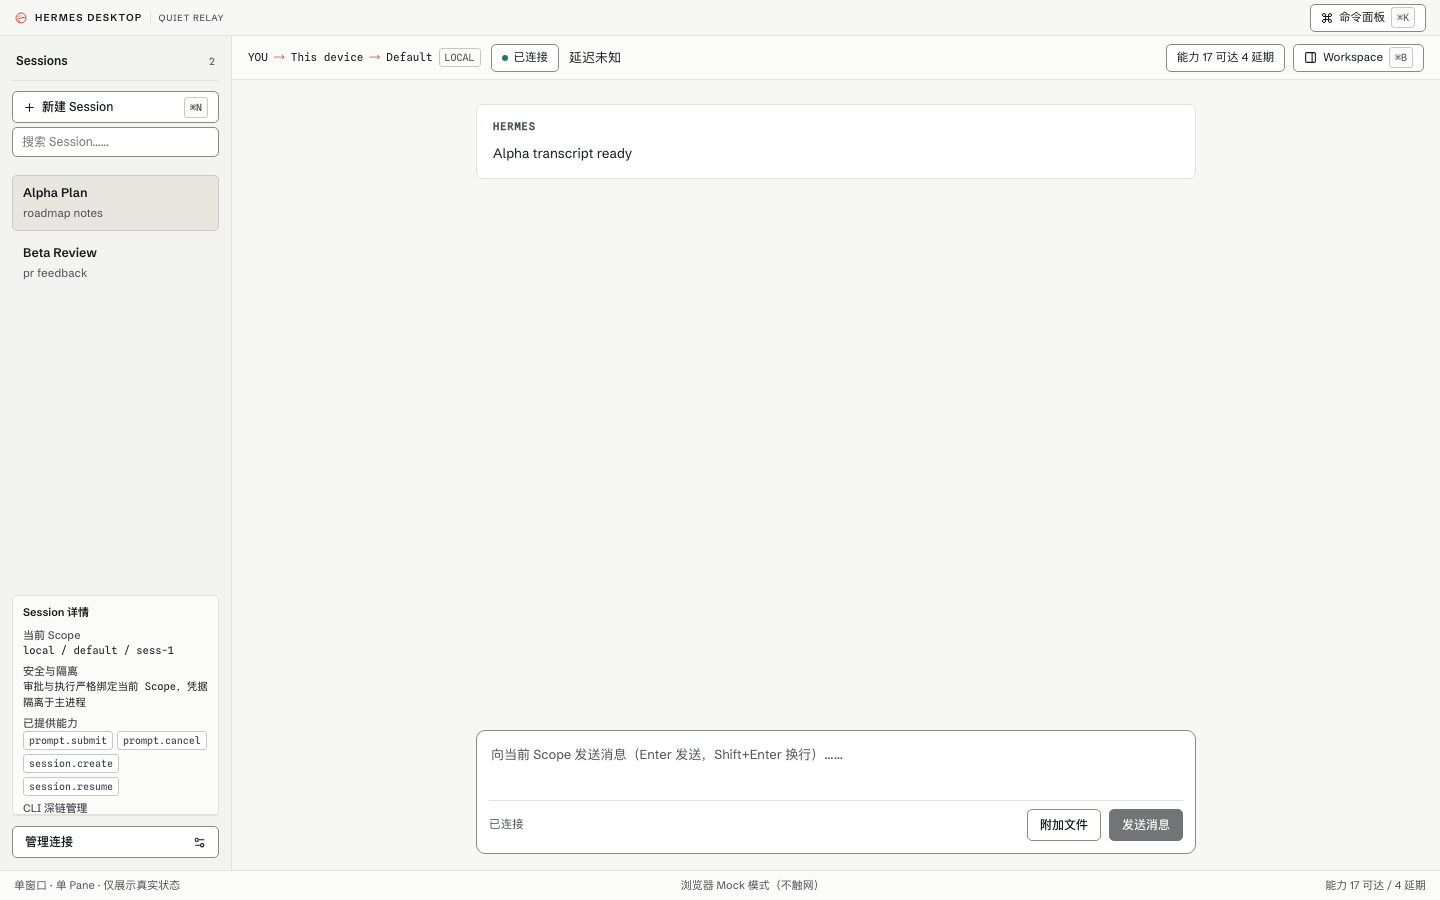 HERMES DESKTOP QUIET RELAY
命令面板 ⌘K
Sessions 2
YOU → This device → Default LOCAL 已连接 延迟未知
能力 17 可达 4 延期 Workspace ⌘B
+ 新建 Session ⌘N
搜索 Session……
Alpha Plan
roadmap notes
Beta Review
pr feedback
HERMES
Alpha transcript ready
Session 详情
当前 Scope
local / default / sess-1
安全与隔离
审批与执行严格绑定当前 Scope，凭据
隔离于主进程
已提供能力
prompt.submit prompt.cancel
session.create
session.resume
CLI 深链管理
管理连接
向当前 Scope 发送消息（Enter 发送，Shift+Enter 换行）……
已连接 附加文件 发送消息
单窗口 · 单 Pane · 仅展示真实状态
浏览器 Mock 模式（不触网）
能力 17 可达 / 4 延期